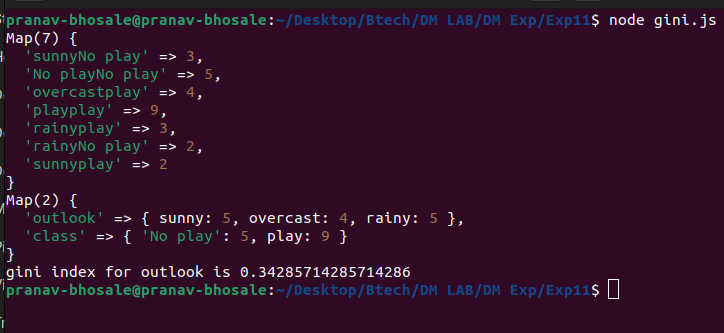 pranav-bhosale@pranav-bhosale:~/Desktop/Btech/DM LAB/DM Exp/Exp11$ node gini.js
Map(7) {
  'sunnyNo play' => 3,
  'No playNo play' => 5,
  'overcastplay' => 4,
  'playplay' => 9,
  'rainyplay' => 3,
  'rainyNo play' => 2,
  'sunnyplay' => 2
}
Map(2) {
  'outlook' => { sunny: 5, overcast: 4, rainy: 5 },
  'class' => { 'No play': 5, play: 9 }
}
gini index for outlook is 0.34285714285714286
pranav-bhosale@pranav-bhosale:~/Desktop/Btech/DM LAB/DM Exp/Exp11$